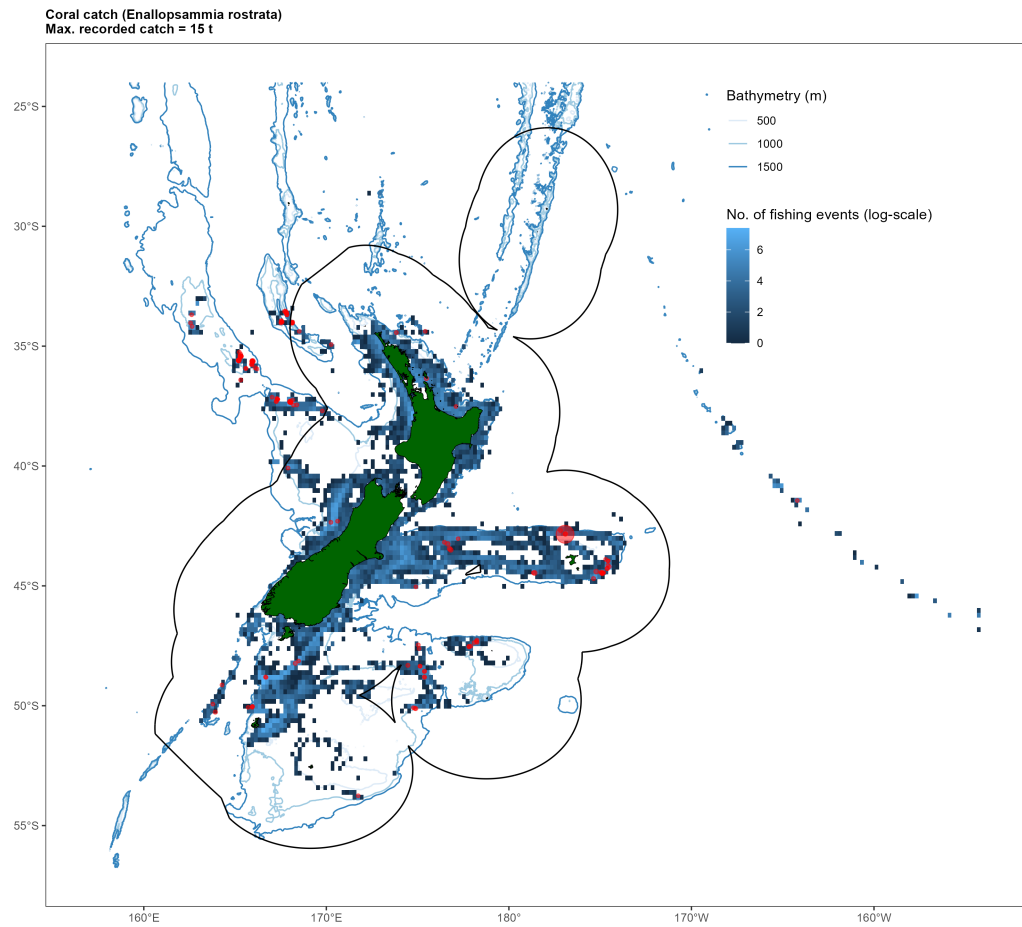 Coral catch (Enallopsammia rostrata)
Max. recorded catch = 15 t
25°S
30°S
35°S
40°S
45°S
50°S
55°S
160°E
170°E
180°
170°W
160°W
Bathymetry (m)
500
1000
1500
No. of fishing events (log-scale)
6
4
2
0